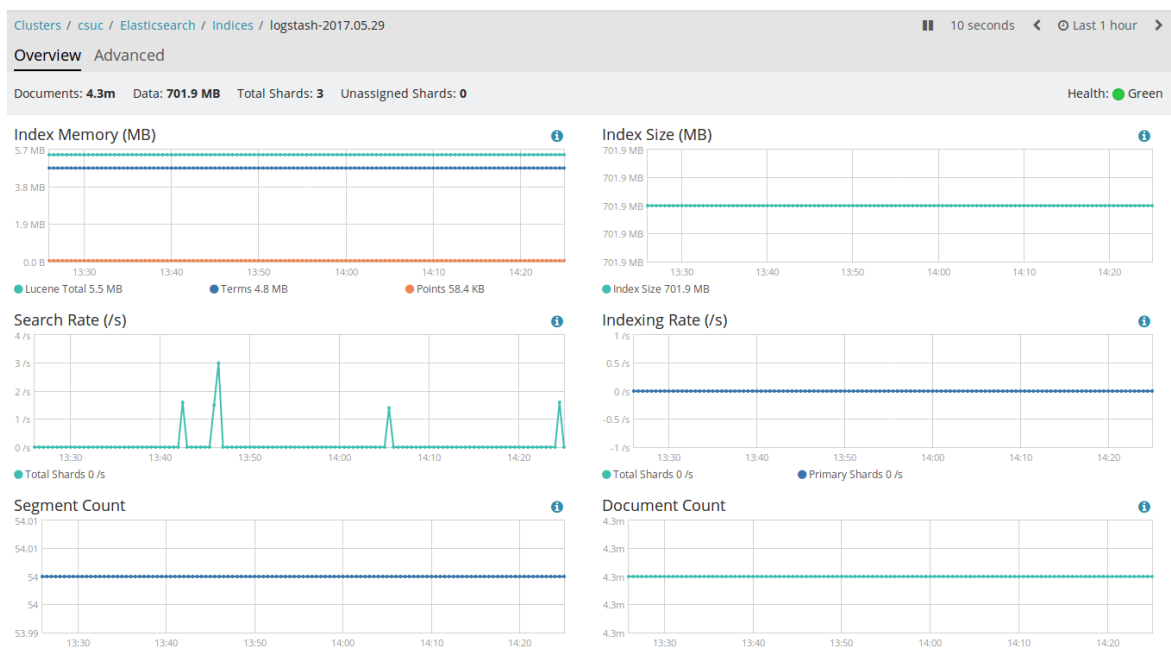 Clusters / csuc / Elasticsearch / Indices / logstash-2017.05.29
10 seconds
Last 1 hour
Overview Advanced
Documents: 4.3m Data: 701.9 MB Total Shards: 3 Unassigned Shards: 0
Health: Green
Index Memory (MB)
5.7 MB
3.8 MB
1.9 MB
0.0 B
13:30 13:40 13:50 14:00 14:10 14:20
Lucene Total 5.5 MB Terms 4.8 MB Points 58.4 KB
Index Size (MB)
701.9 MB
701.9 MB
701.9 MB
701.9 MB
701.9 MB
13:30 13:40 13:50 14:00 14:10 14:20
Index Size 701.9 MB
Search Rate (/s)
4 /s
3 /s
2 /s
1 /s
0 /s
13:30 13:40 13:50 14:00 14:10 14:20
Total Shards 0 /s
Indexing Rate (/s)
1 /s
0.5 /s
0 /s
-0.5 /s
-1 /s
13:30 13:40 13:50 14:00 14:10 14:20
Total Shards 0 /s Primary Shards 0 /s
Segment Count
54.01
54.01
54
54
53.99
13:30 13:40 13:50 14:00 14:10 14:20
Document Count
4.3m
4.3m
4.3m
4.3m
4.3m
13:30 13:40 13:50 14:00 14:10 14:20